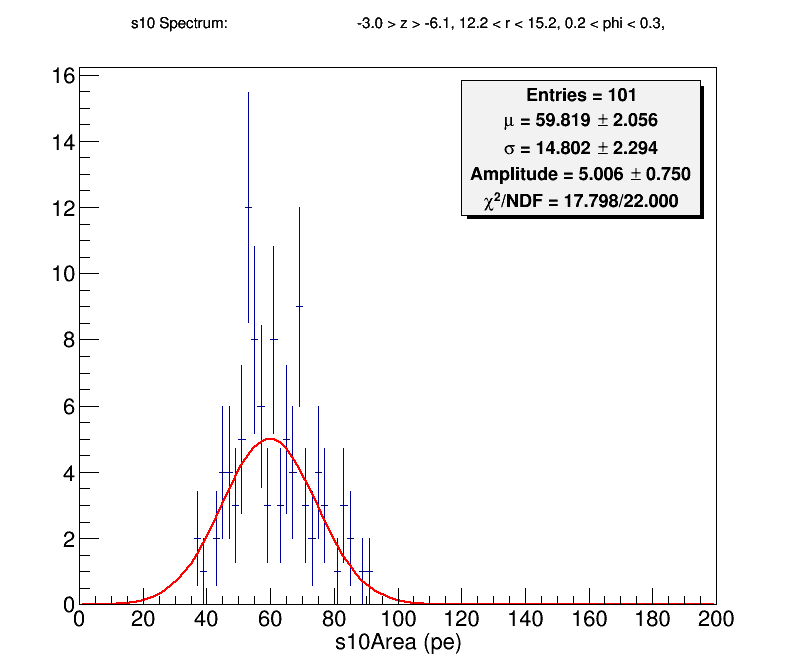 s10 Spectrum: -3.0 > z > -6.1, 12.2 < r < 15.2, 0.2 < phi < 0.3,
Entries = 101
μ = 59.819 ± 2.056
σ = 14.802 ± 2.294
Amplitude = 5.006 ± 0.750
χ²/NDF = 17.798/22.000
16
14
12
10
8
6
4
2
0
0 20 40 60 80 100 120 140 160 180 200
s10Area (pe)